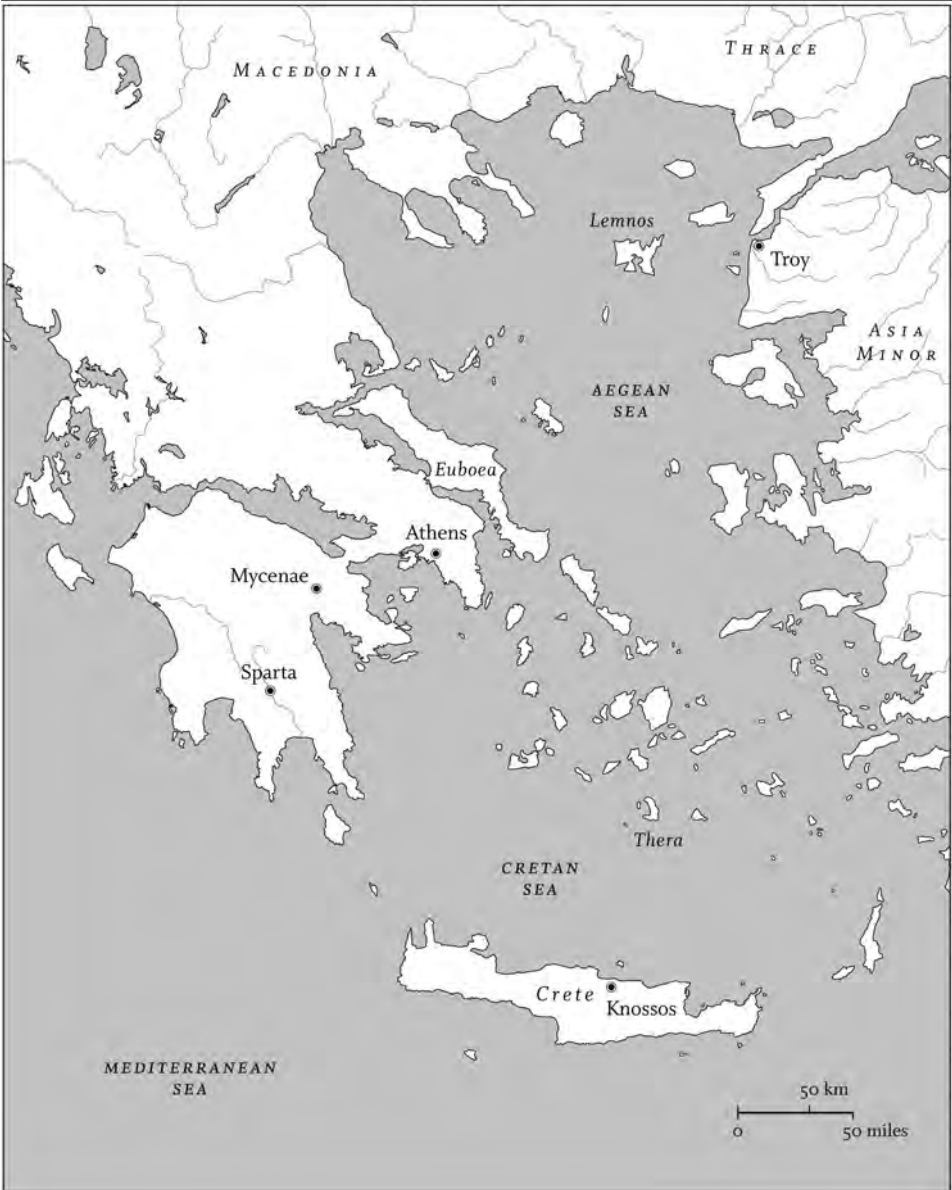 THRACE
MACEDONIA
Lemnos
Troy
ASIA
MINOR
AEGEAN
SEA
Euboea
Athens
Mycenae
Sparta
Thera
CRETAN
SEA
Crete
Knossos
MEDITERRANEAN
SEA
50 km
0 50 miles